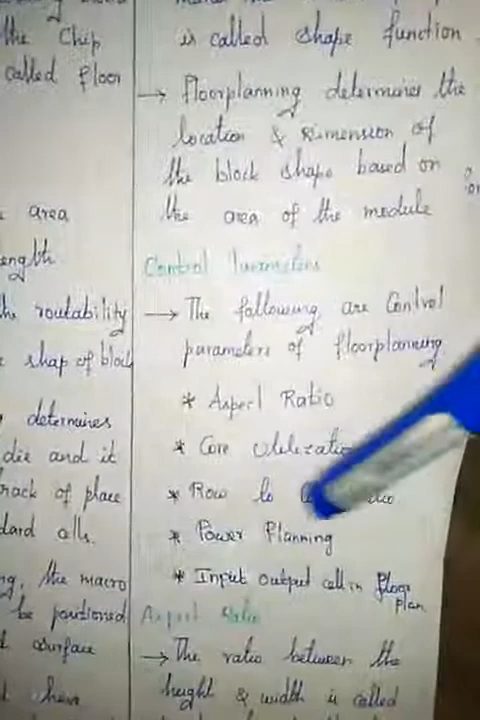 the Chip
called floor
area
ength
the routability
shap of block
determines
die and it
rack of place
dard cells.
ng, the macro
be positioned
surface
have
is called shape function
→ Floorplanning determines the
location & Dimension of
the block shape based on
the area of the module
Control Parameters
→ The following are Control
parameters of floorplanning
* Aspect Ratio
* Core
* Row to
* Power Planning
* Input output cell in floor
plan
Aspect Ratio
→ The ratio between the
height & width is called